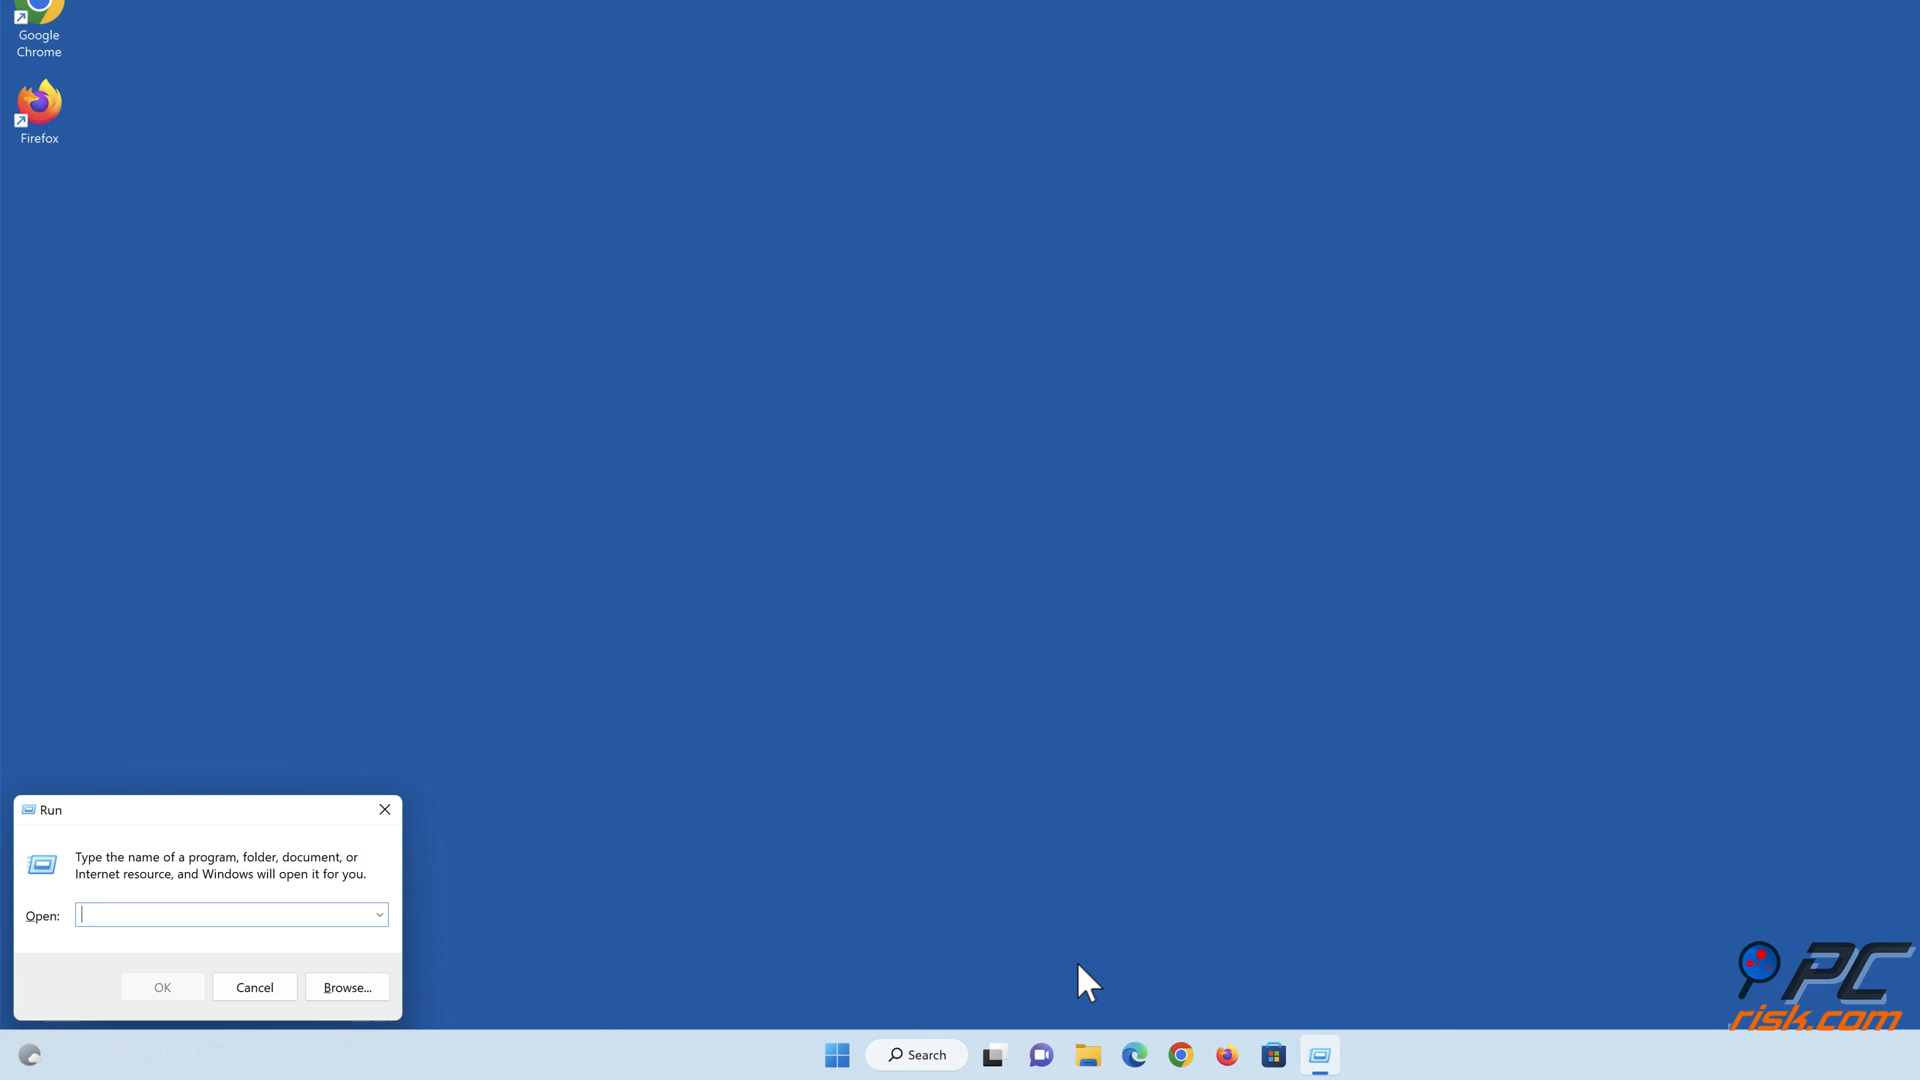 Google
Chrome
Firefox
Run
Type the name of a program, folder, document, or
Internet resource, and Windows will open it for you.
Open:
OK
Cancel
Browse...
PC
risk.com
Search